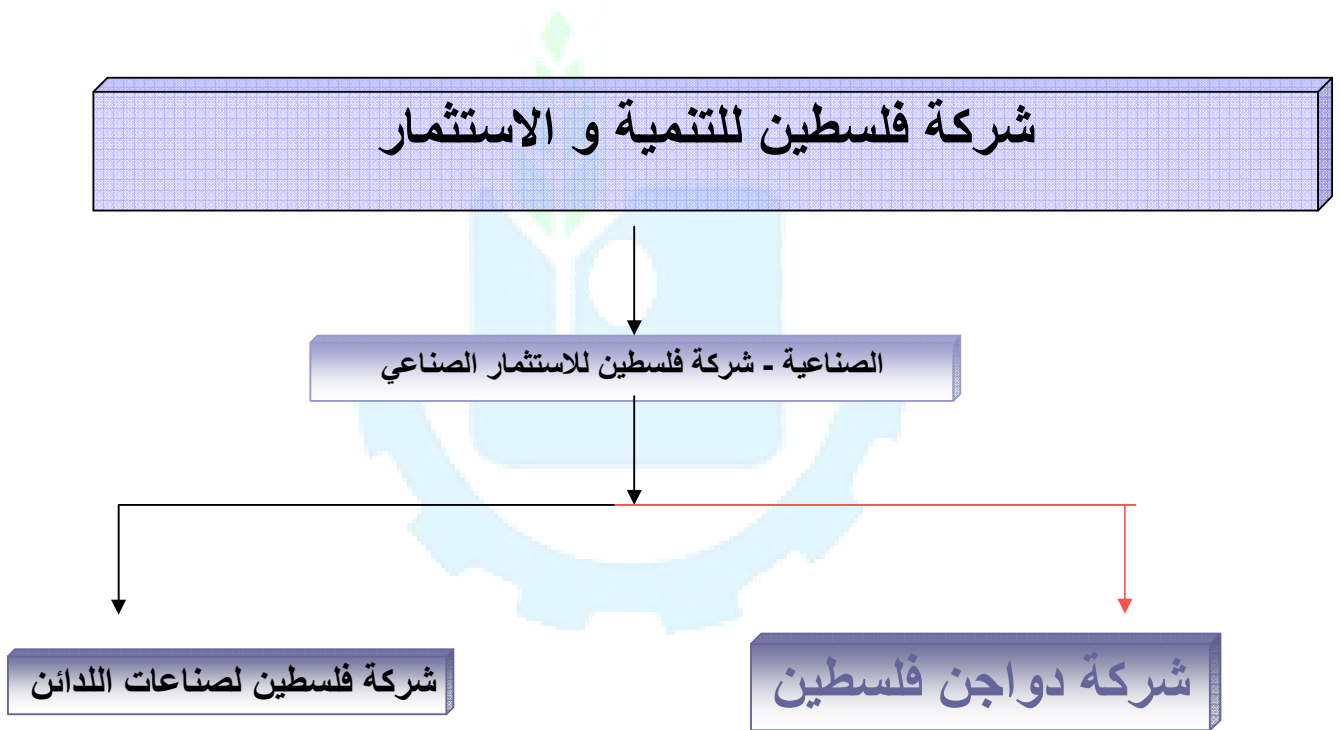 شركة فلسطين للتنمية و الاستثمار
الصناعية - شركة فلسطين للاستثمار الصناعي
شركة دواجن فلسطين
شركة فلسطين لصناعات اللدائن